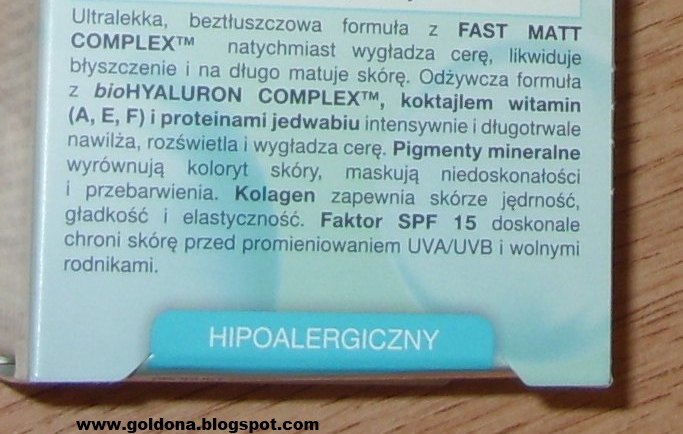 Ultralekka, beztłuszczowa formuła z FAST MATT
COMPLEX™ natychmiast wygładza cerę, likwiduje
błyszczenie i na długo matuje skórę. Odżywcza formuła
z bioHYALURON COMPLEX™, koktajlem witamin
(A, E, F) i proteinami jedwabiu intensywnie i długotrwale
nawilża, rozświetla i wygładza cerę. Pigmenty mineralne
wyrównują koloryt skóry, maskują niedoskonałości
i przebarwienia. Kolagen zapewnia skórze jędrność,
gładkość i elastyczność. Faktor SPF 15 doskonale
chroni skórę przed promieniowaniem UVA/UVB i wolnymi
rodnikami.
HIPOALERGICZNY
www.goldona.blogspot.com